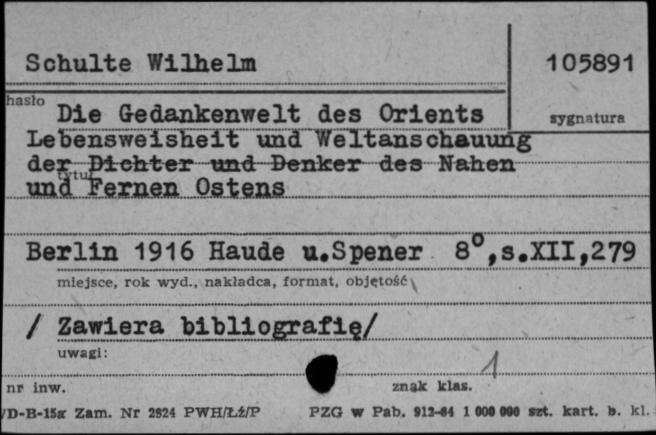 Schulte Wilhelm
105891
hasło
Die Gedankenwelt des Orients
sygnatura
Lebensweisheit und Weltanschauung
der Dichter und Denker des Nahen
tytuł
und Fernen Ostens
Berlin 1916 Haude u.Spener 8°,s.XII,279
miejsce, rok wyd., nakładca, format, objętość
/ Zawiera bibliografię/
uwagi:
1
nr inw.
znak klas.
Zam. Nr 2824 PWH/Łź/P
PZG w Pab. 912-64 1 000 000 szt. kart. b. kl.